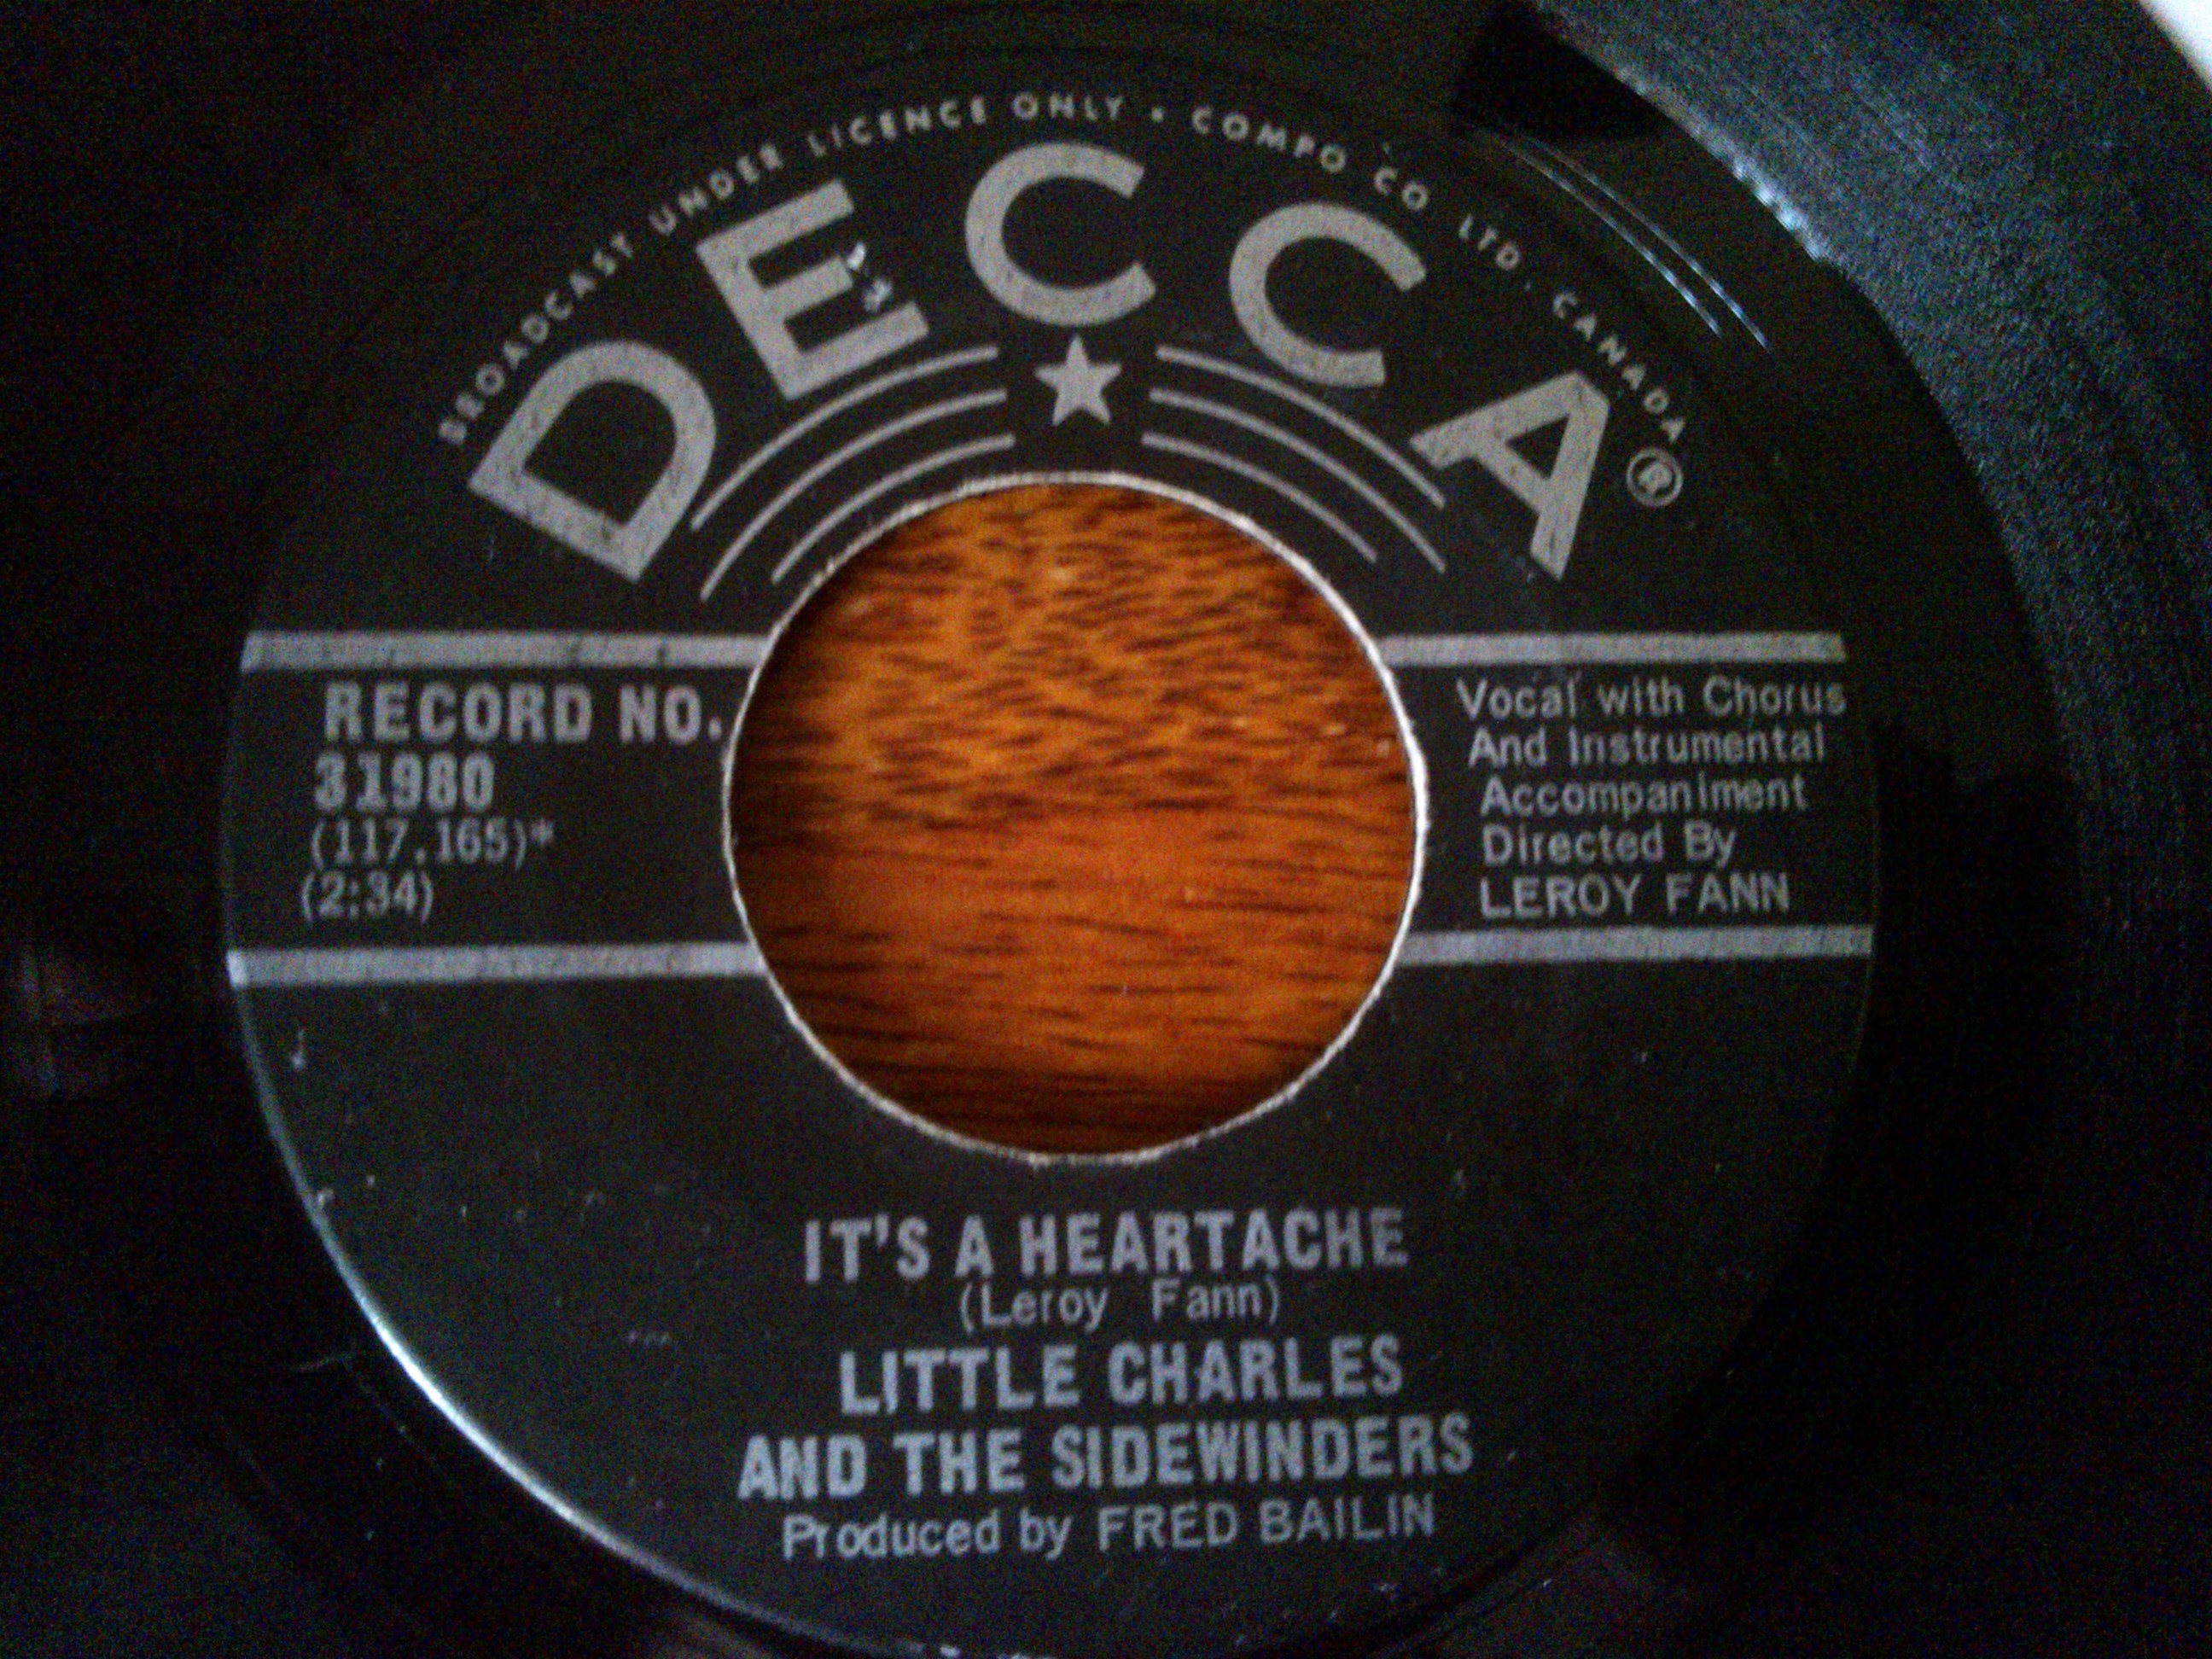 BROADCAST UNDER LICENCE ONLY • COMPO CO. LTD. CANADA
DECCA®
RECORD NO.
31980
(117,165)*
(2:34)
Vocal with Chorus
And Instrumental
Accompaniment
Directed By
LEROY FANN
IT'S A HEARTACHE
(Leroy Fann)
LITTLE CHARLES
AND THE SIDEWINDERS
Produced by FRED BAILIN